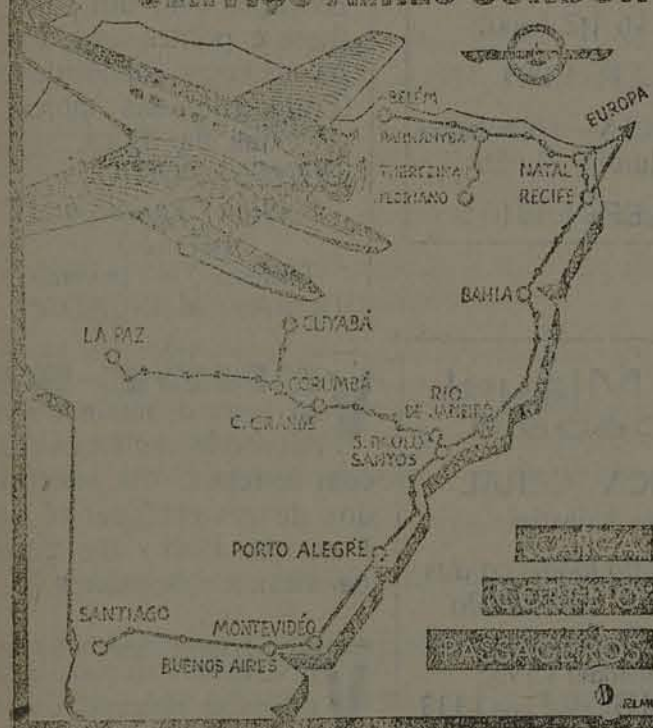 BELÉM
EUROPA
PARNAHYBA
THEREZINA
NATAL
FLORIANO
RECIFE
BAHIA
CUYABÁ
LA PAZ
CORUMBÁ
C. GRANDE
RIO
DE JANEIRO
S. PAULO
SANTOS
PORTO ALEGRE
CARGA
CORREIO
SANTIAGO
MONTEVIDÉO
BUENOS AIRES
PASSAGEIROS